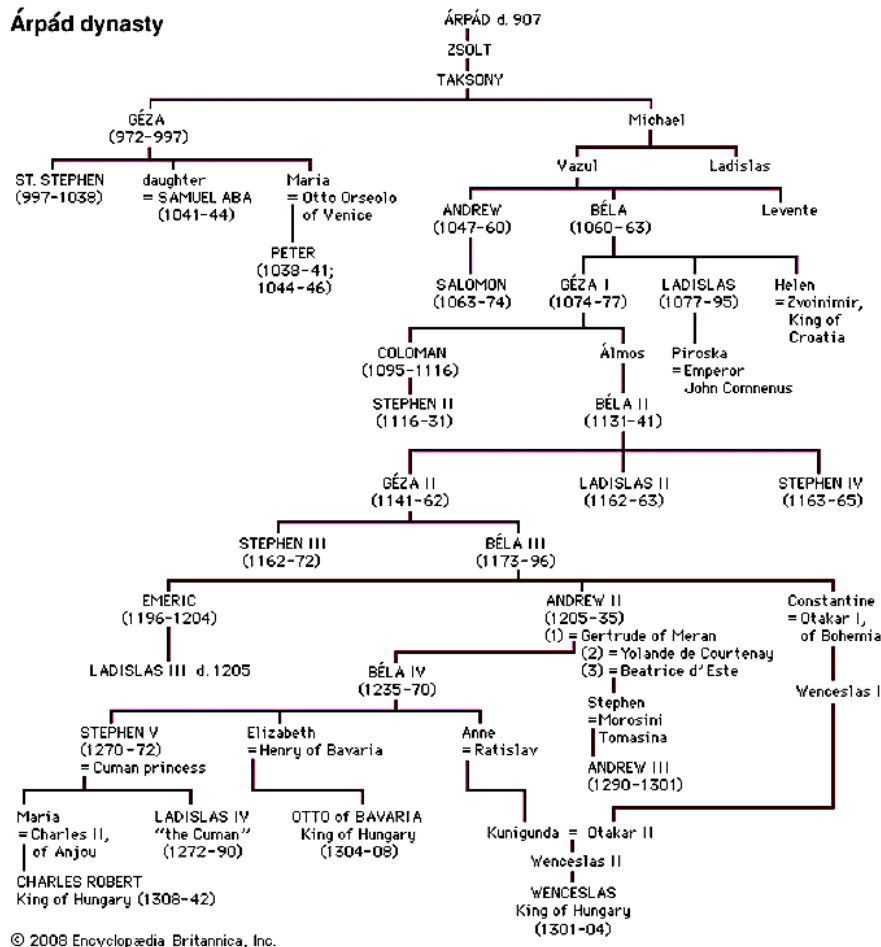 Árpád dynasty
ÁRPÁD d. 907
ZSOLT
TAKSONY
GÉZA
(972–997)
Michael
Vazul
Ladislas
ST. STEPHEN
(997–1038)
daughter
= SAMUEL ABA
(1041–44)
Maria
= Otto Orseolo
of Venice
ANDREW
(1047–60)
BÉLA
(1060–63)
Levente
PETER
(1038–41;
1044–46)
SALOMON
(1063–74)
GÉZA I
(1074–77)
LADISLAS
(1077–95)
Helen
= Zvoinimir,
King of
Croatia
COLOMAN
(1095–1116)
Álmos
Piroska
= Emperor
John Comnenus
STEPHEN II
(1116–31)
BÉLA II
(1131–41)
GÉZA II
(1141–62)
LADISLAS II
(1162–63)
STEPHEN IV
(1163–65)
STEPHEN III
(1162–72)
BÉLA III
(1173–96)
EMERIC
(1196–1204)
ANDREW II
(1205–35)
(1) = Gertrude of Meran
(2) = Yolande de Courtenay
(3) = Beatrice d'Este
Constantine
= Otakar I,
of Bohemia
LADISLAS III d. 1205
BÉLA IV
(1235–70)
Stephen
= Morosini
Tomasina
Wenceslas I
STEPHEN V
(1270–72)
= Cuman princess
Elizabeth
= Henry of Bavaria
Anne
= Ratislav
ANDREW III
(1290–1301)
Maria
= Charles II,
of Anjou
LADISLAS IV
"the Cuman"
(1272–90)
OTTO of BAVARIA
King of Hungary
(1304–08)
Kunigunda = Otakar II
Wenceslas II
CHARLES ROBERT
King of Hungary (1308–42)
WENCESLAS
King of Hungary
(1301–04)
© 2008 Encyclopædia Britannica, Inc.